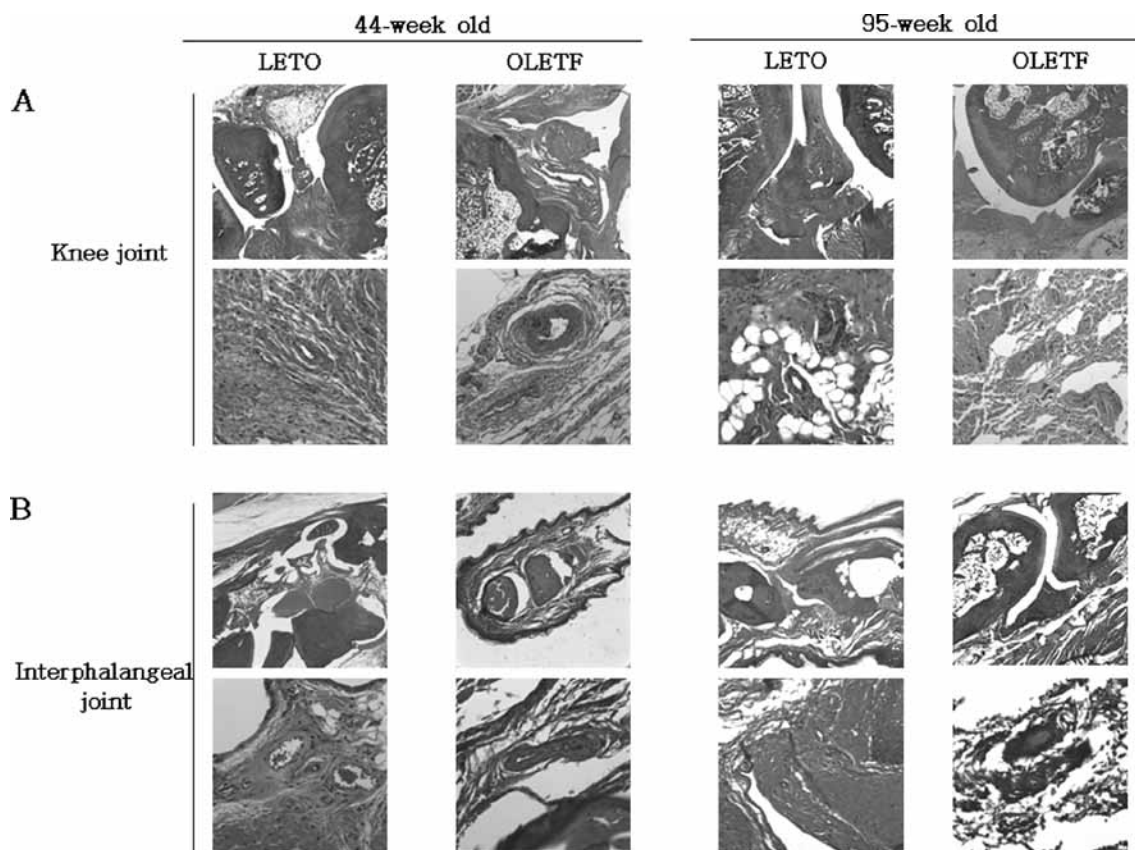 44-week old
95-week old
LETO
OLETF
LETO
OLETF
A
Knee joint
B
Interphalangeal
joint